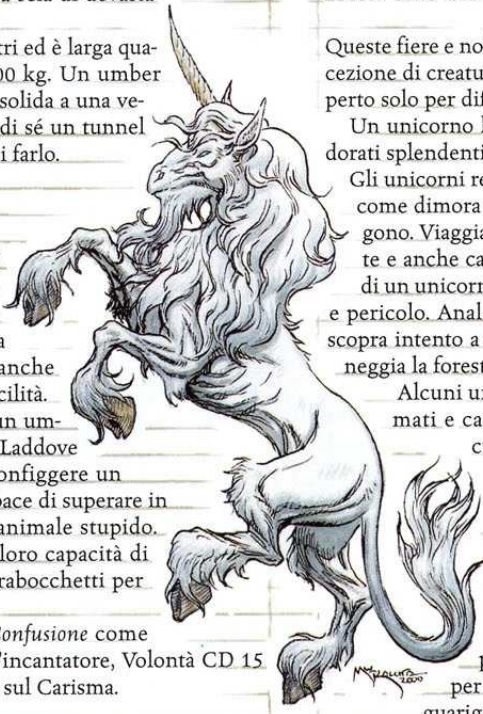 tri ed è larga qua-
00 kg. Un umber
solida a una ve-
di sé un tunnel
i farlo.
a
anche
cilità.
un um-
Laddove
onfiggere un
pace di superare in
animale stupido.
loro capacità di
rabocchetti per
Confusione come
l'incantatore, Volontà CD 15
sul Carisma.
Queste fiere e no
cezione di creatu
perto solo per dif
Un unicorno h
dorati splendenti
Gli unicorni re
come dimora
gono. Viaggia
te e anche ca
di un unicorn
e pericolo. Anal
scopra intento a
neggia la forest
Alcuni un
mati e ca
c
p
per
guarig
2000